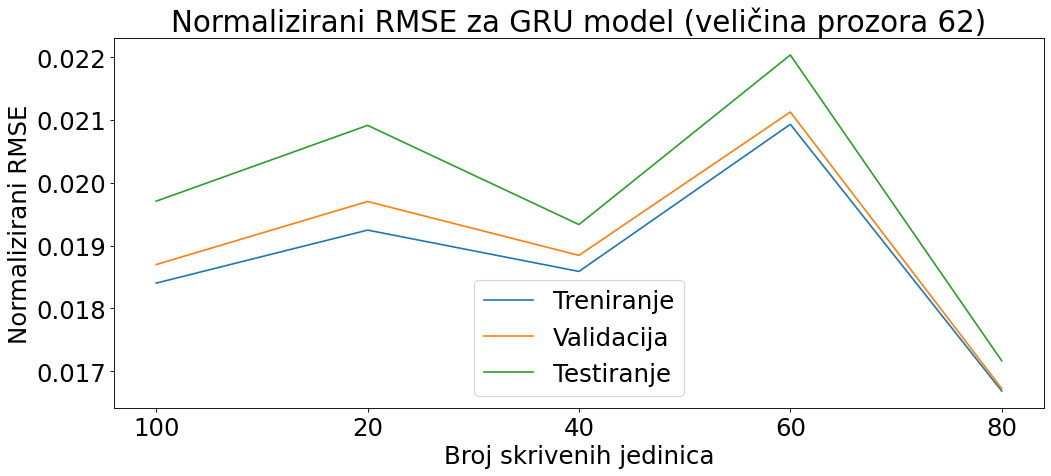 Normalizirani RMSE za GRU model (veličina prozora 62)
Normalizirani RMSE
0.022
0.021
0.020
0.019
0.018
0.017
Treniranje
Validacija
Testiranje
100 20 40 60 80
Broj skrivenih jedinica